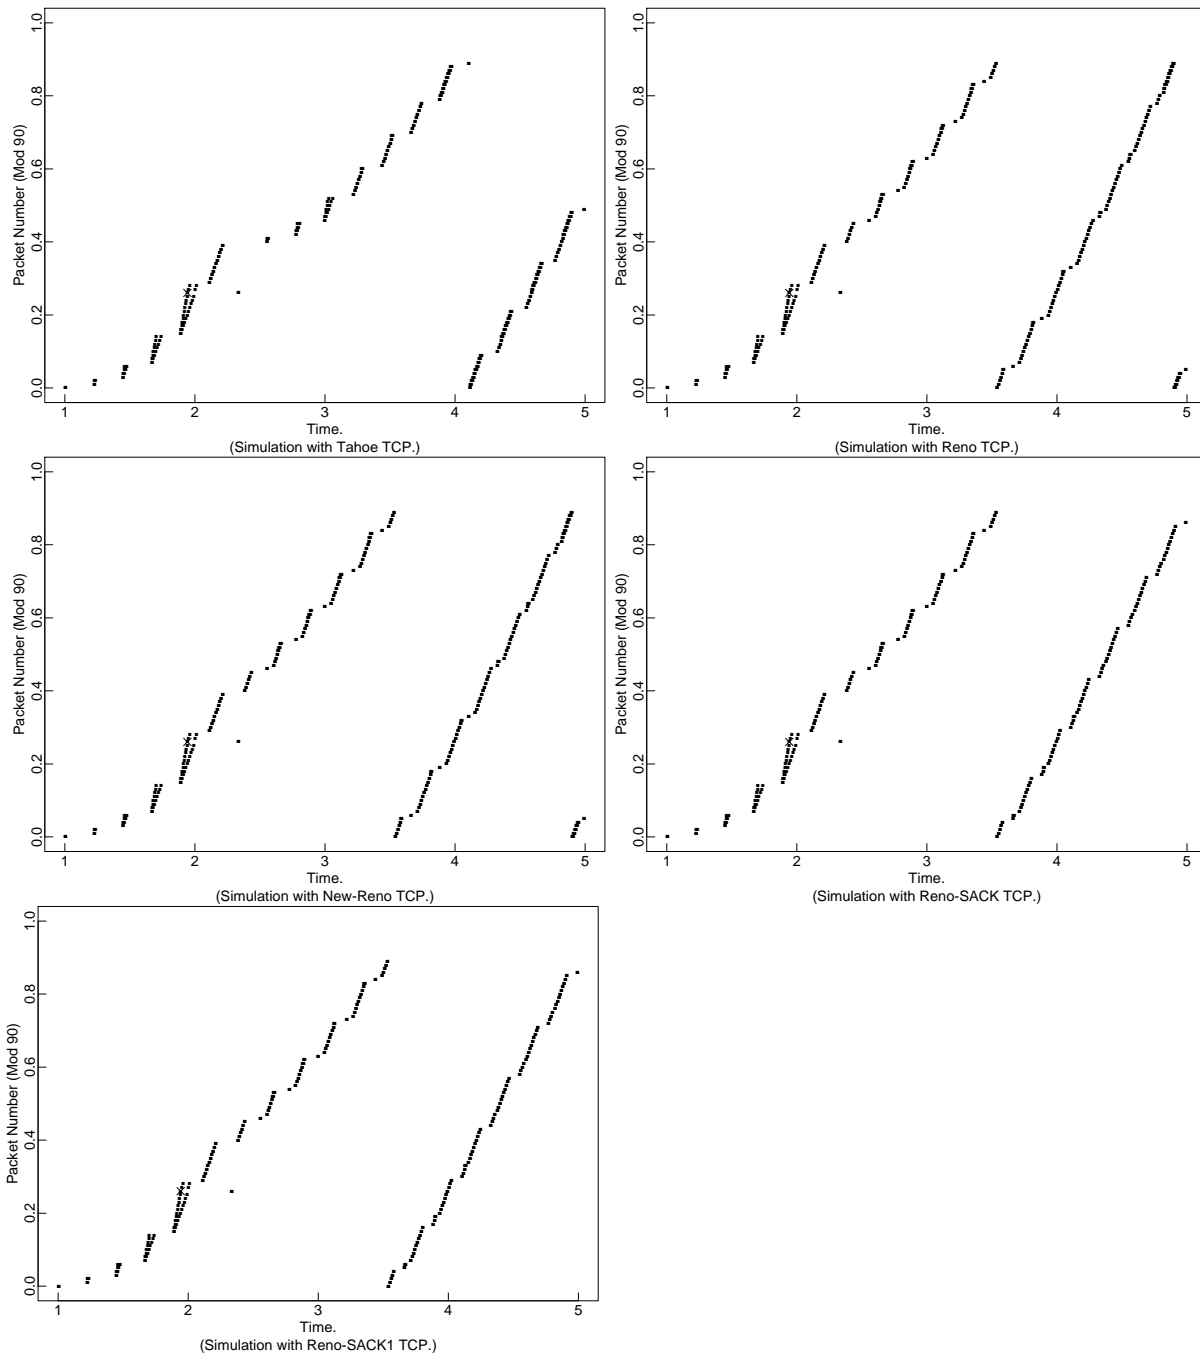 Packet Number (Mod 90)
0.0 0.2 0.4 0.6 0.8 1.0
1 2 3 4 5
Time.
(Simulation with Tahoe TCP.)
Packet Number (Mod 90)
0.0 0.2 0.4 0.6 0.8 1.0
1 2 3 4 5
Time.
(Simulation with Reno TCP.)
Packet Number (Mod 90)
0.0 0.2 0.4 0.6 0.8 1.0
1 2 3 4 5
Time.
(Simulation with New-Reno TCP.)
Packet Number (Mod 90)
0.0 0.2 0.4 0.6 0.8 1.0
1 2 3 4 5
Time.
(Simulation with Reno-SACK TCP.)
Packet Number (Mod 90)
0.0 0.2 0.4 0.6 0.8 1.0
1 2 3 4 5
Time.
(Simulation with Reno-SACK1 TCP.)